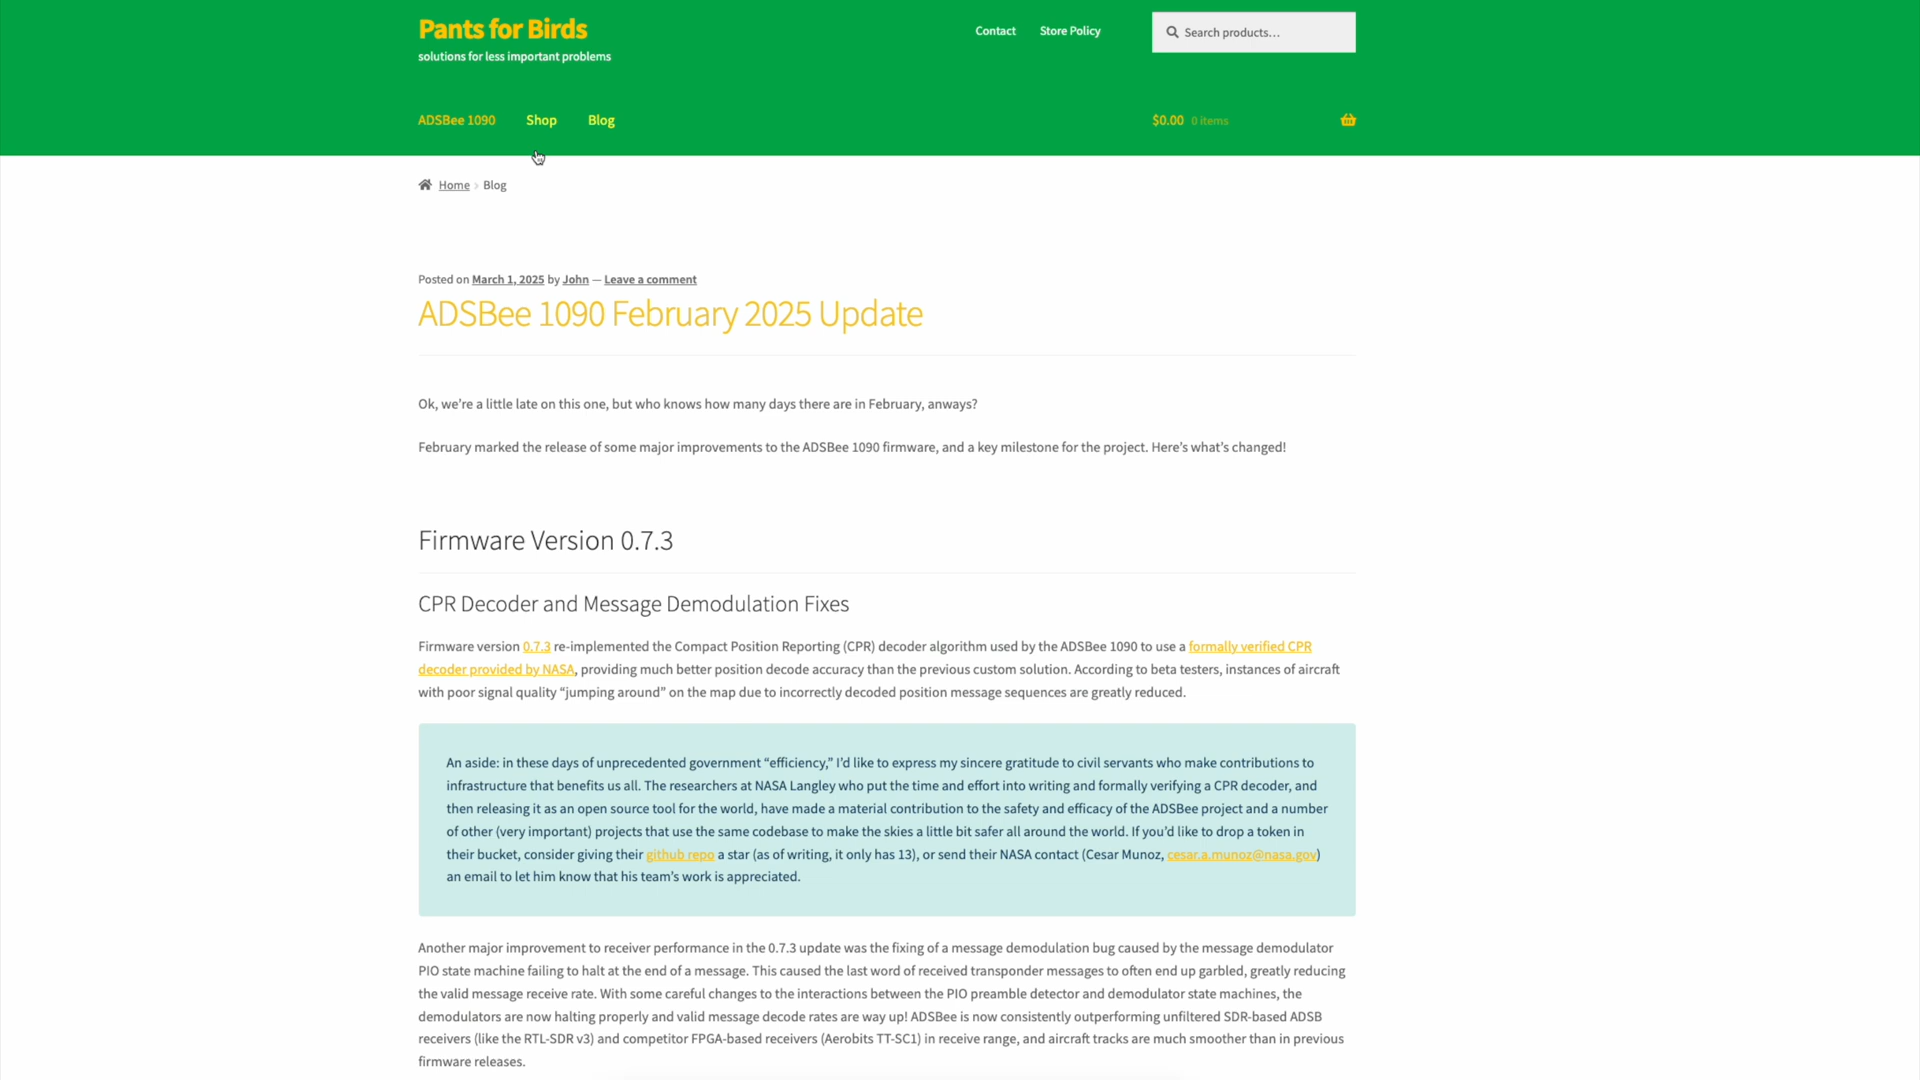 Pants for Birds
solutions for less important problems
Contact Store Policy
Search products…
ADSBee 1090 Shop Blog
$0.00 0 items
Home › Blog
Posted on March 1, 2025 by John — Leave a comment
ADSBee 1090 February 2025 Update
Ok, we’re a little late on this one, but who knows how many days there are in February, anways?
February marked the release of some major improvements to the ADSBee 1090 firmware, and a key milestone for the project. Here’s what’s changed!
Firmware Version 0.7.3
CPR Decoder and Message Demodulation Fixes
Firmware version 0.7.3 re-implemented the Compact Position Reporting (CPR) decoder algorithm used by the ADSBee 1090 to use a formally verified CPR
decoder provided by NASA, providing much better position decode accuracy than the previous custom solution. According to beta testers, instances of aircraft
with poor signal quality “jumping around” on the map due to incorrectly decoded position message sequences are greatly reduced.
An aside: in these days of unprecedented government “efficiency,” I’d like to express my sincere gratitude to civil servants who make contributions to
infrastructure that benefits us all. The researchers at NASA Langley who put the time and effort into writing and formally verifying a CPR decoder, and
then releasing it as an open source tool for the world, have made a material contribution to the safety and efficacy of the ADSBee project and a number
of other (very important) projects that use the same codebase to make the skies a little bit safer all around the world. If you’d like to drop a token in
their bucket, consider giving their github repo a star (as of writing, it only has 13), or send their NASA contact (Cesar Munoz, cesar.a.munoz@nasa.gov)
an email to let him know that his team’s work is appreciated.
Another major improvement to receiver performance in the 0.7.3 update was the fixing of a message demodulation bug caused by the message demodulator
PIO state machine failing to halt at the end of a message. This caused the last word of received transponder messages to often end up garbled, greatly reducing
the valid message receive rate. With some careful changes to the interactions between the PIO preamble detector and demodulator state machines, the
demodulators are now halting properly and valid message decode rates are way up! ADSBee is now consistently outperforming unfiltered SDR-based ADSB
receivers (like the RTL-SDR v3) and competitor FPGA-based receivers (Aerobits TT-SC1) in receive range, and aircraft tracks are much smoother than in previous
firmware releases.